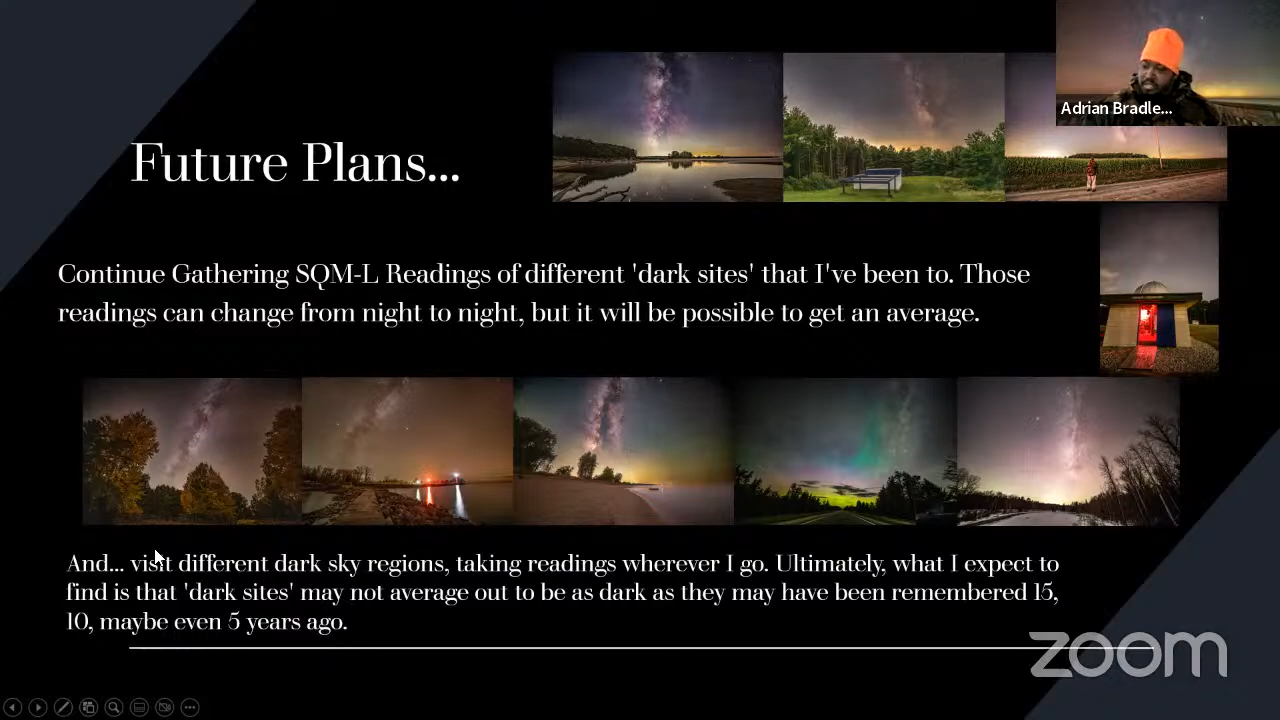 Adrian Bradle...
Future Plans...
Continue Gathering SQM-L Readings of different 'dark sites' that I've been to. Those
readings can change from night to night, but it will be possible to get an average.
And... visit different dark sky regions, taking readings wherever I go. Ultimately, what I expect to
find is that 'dark sites' may not average out to be as dark as they may have been remembered 15,
10, maybe even 5 years ago.
zoom